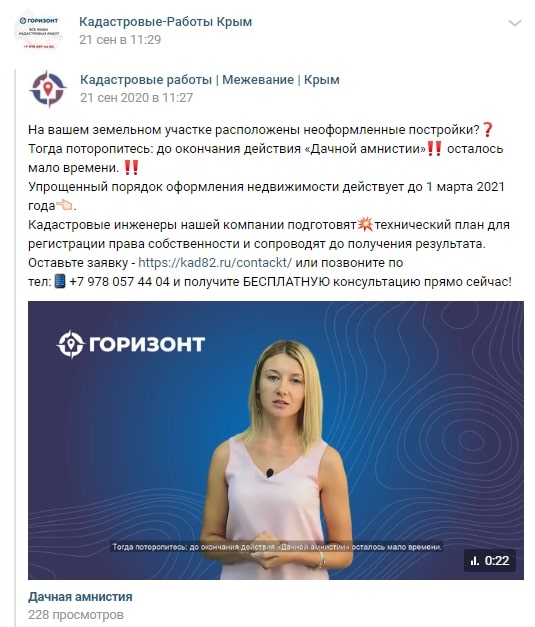 ГОРИЗОНТ
ВСЕ ВИДЫ
КАДАСТРОВЫХ РАБОТ
Кадастровые-Работы Крым
21 сен в 11:29
Кадастровые работы | Межевание | Крым
21 сен 2020 в 11:27
На вашем земельном участке расположены неоформленные постройки?❓
Тогда поторопитесь: до окончания действия «Дачной амнистии»‼ осталось
мало времени. ‼
Упрощенный порядок оформления недвижимости действует до 1 марта 2021
года👈🏻.
Кадастровые инженеры нашей компании подготовят💥технический план для
регистрации права собственности и сопроводят до получения результата.
Оставьте заявку - https://kad82.ru/contackt/ или позвоните по
тел:📱+7 978 057 44 04 и получите БЕСПЛАТНУЮ консультацию прямо сейчас!
ГОРИЗОНТ
Тогда поторопитесь: до окончания действия «Дачной амнистии» осталось мало времени.
0:22
Дачная амнистия
228 просмотров